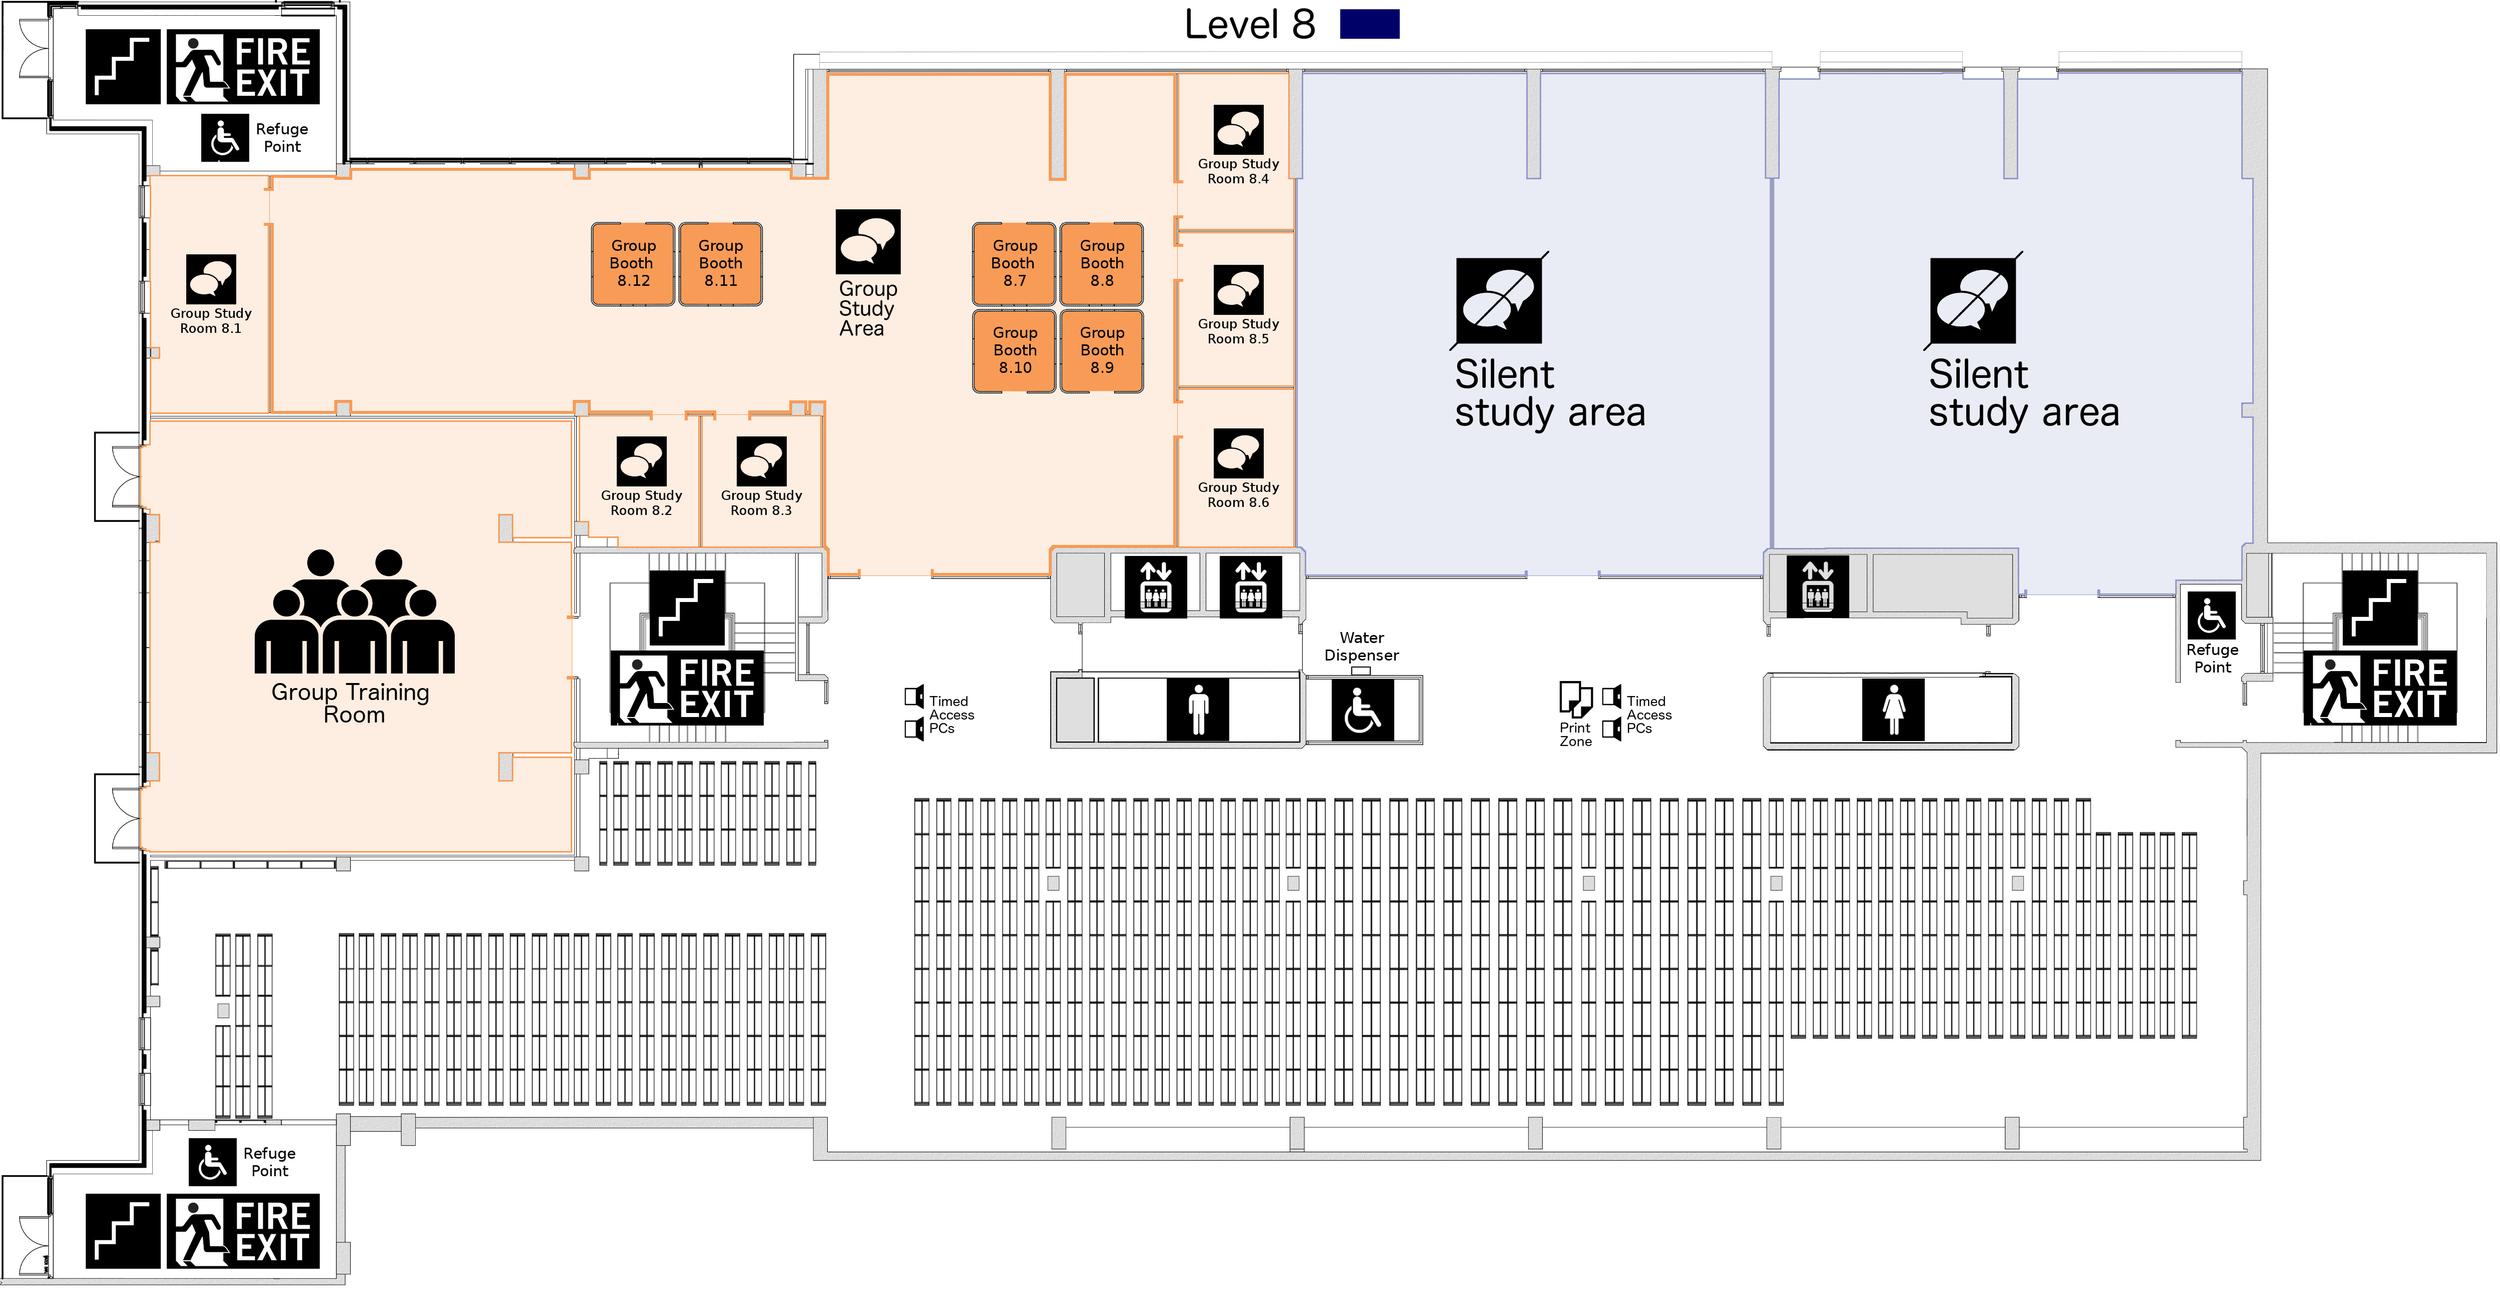 Level 8
FIRE
EXIT
Refuge
Point
Group Study
Room 8.1
Group
Booth
8.12
Group
Booth
8.11
Group
Study
Area
Group
Booth
8.7
Group
Booth
8.8
Group
Booth
8.10
Group
Booth
8.9
Group Study
Room 8.4
Group Study
Room 8.5
Group Study
Room 8.6
Silent
study area
Silent
study area
Group Study
Room 8.2
Group Study
Room 8.3
Group Training
Room
FIRE
EXIT
Timed
Access
PCs
Water
Dispenser
Print
Zone
Timed
Access
PCs
Refuge
Point
FIRE
EXIT
Refuge
Point
FIRE
EXIT